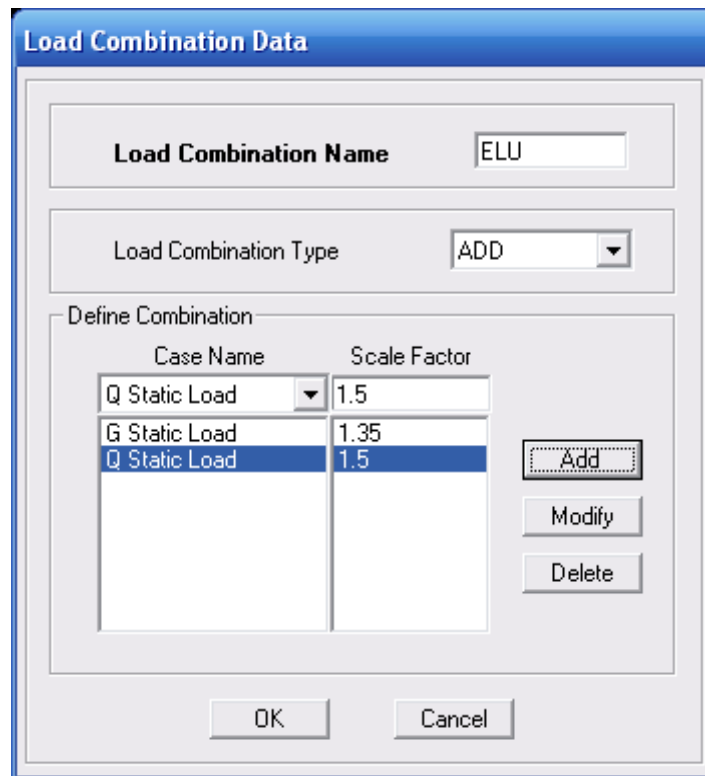 Load Combination Data
Load Combination Name ELU
Load Combination Type ADD
Define Combination
Case Name Scale Factor
Q Static Load 1.5
G Static Load 1.35
Q Static Load 1.5
Add
Modify
Delete
OK Cancel